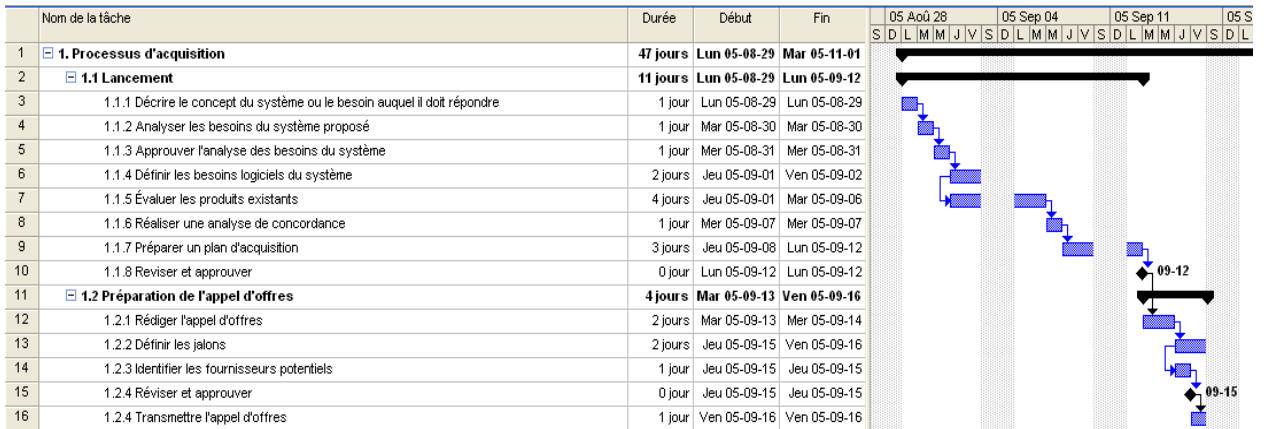 Nom de la tâche Durée Début Fin 05 Aoû 28 05 Sep 04 05 Sep 11 05 S
S D L M M J V S D L M M J V S D L M M J V S D L
1 1. Processus d'acquisition 47 jours Lun 05-08-29 Mar 05-11-01
2 1.1 Lancement 11 jours Lun 05-08-29 Lun 05-09-12
3 1.1.1 Décrire le concept du système ou le besoin auquel il doit répondre 1 jour Lun 05-08-29 Lun 05-08-29
4 1.1.2 Analyser les besoins du système proposé 1 jour Mar 05-08-30 Mar 05-08-30
5 1.1.3 Approuver l'analyse des besoins du système 1 jour Mer 05-08-31 Mer 05-08-31
6 1.1.4 Définir les besoins logiciels du système 2 jours Jeu 05-09-01 Ven 05-09-02
7 1.1.5 Évaluer les produits existants 4 jours Jeu 05-09-01 Mar 05-09-06
8 1.1.6 Réaliser une analyse de concordance 1 jour Mer 05-09-07 Mer 05-09-07
9 1.1.7 Préparer un plan d'acquisition 3 jours Jeu 05-09-08 Lun 05-09-12
10 1.1.8 Reviser et approuver 0 jour Lun 05-09-12 Lun 05-09-12 09-12
11 1.2 Préparation de l'appel d'offres 4 jours Mar 05-09-13 Ven 05-09-16
12 1.2.1 Rédiger l'appel d'offres 2 jours Mar 05-09-13 Mer 05-09-14
13 1.2.2 Définir les jalons 2 jours Jeu 05-09-15 Ven 05-09-16
14 1.2.3 Identifier les fournisseurs potentiels 1 jour Jeu 05-09-15 Jeu 05-09-15
15 1.2.4 Réviser et approuver 0 jour Jeu 05-09-15 Jeu 05-09-15 09-15
16 1.2.4 Transmettre l'appel d'offres 1 jour Ven 05-09-16 Ven 05-09-16